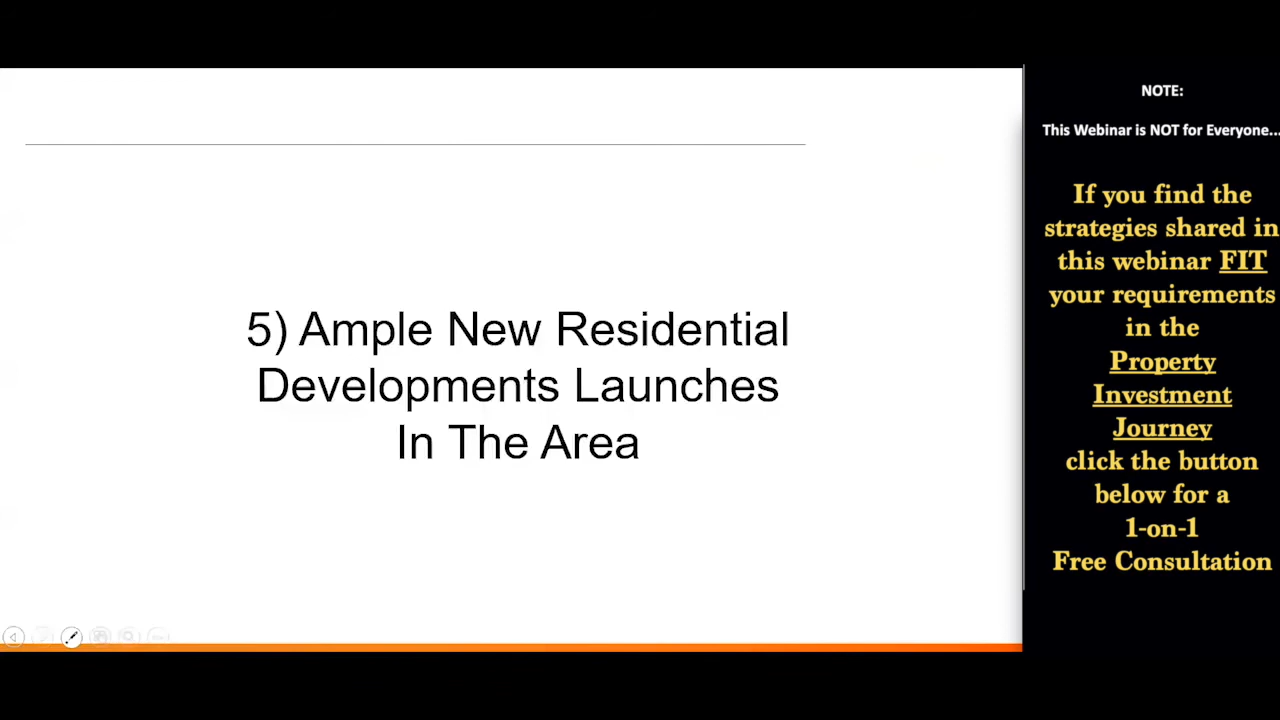 5) Ample New Residential
Developments Launches
In The Area
NOTE:
This Webinar is NOT for Everyone...
If you find the
strategies shared in
this webinar FIT
your requirements
in the
Property
Investment
Journey
click the button
below for a
1-on-1
Free Consultation